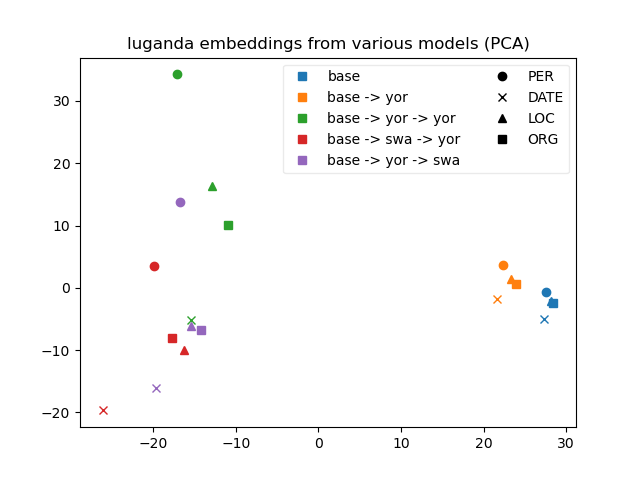 luganda embeddings from various models (PCA)
base
base -> yor
base -> yor -> yor
base -> swa -> yor
base -> yor -> swa
PER
DATE
LOC
ORG
30
20
10
0
−10
−20
−20
−10
0
10
20
30